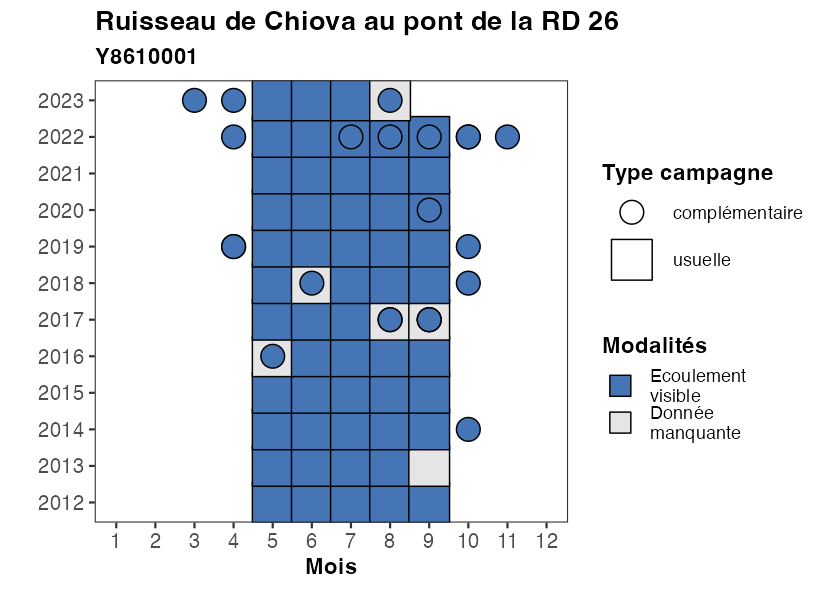 Ruisseau de Chiova au pont de la RD 26
Y8610001
2023
2022
2021
2020
2019
2018
2017
2016
2015
2014
2013
2012
1 2 3 4 5 6 7 8 9 10 11 12
Mois
Type campagne
complémentaire
usuelle
Modalités
Ecoulement
visible
Donnée
manquante